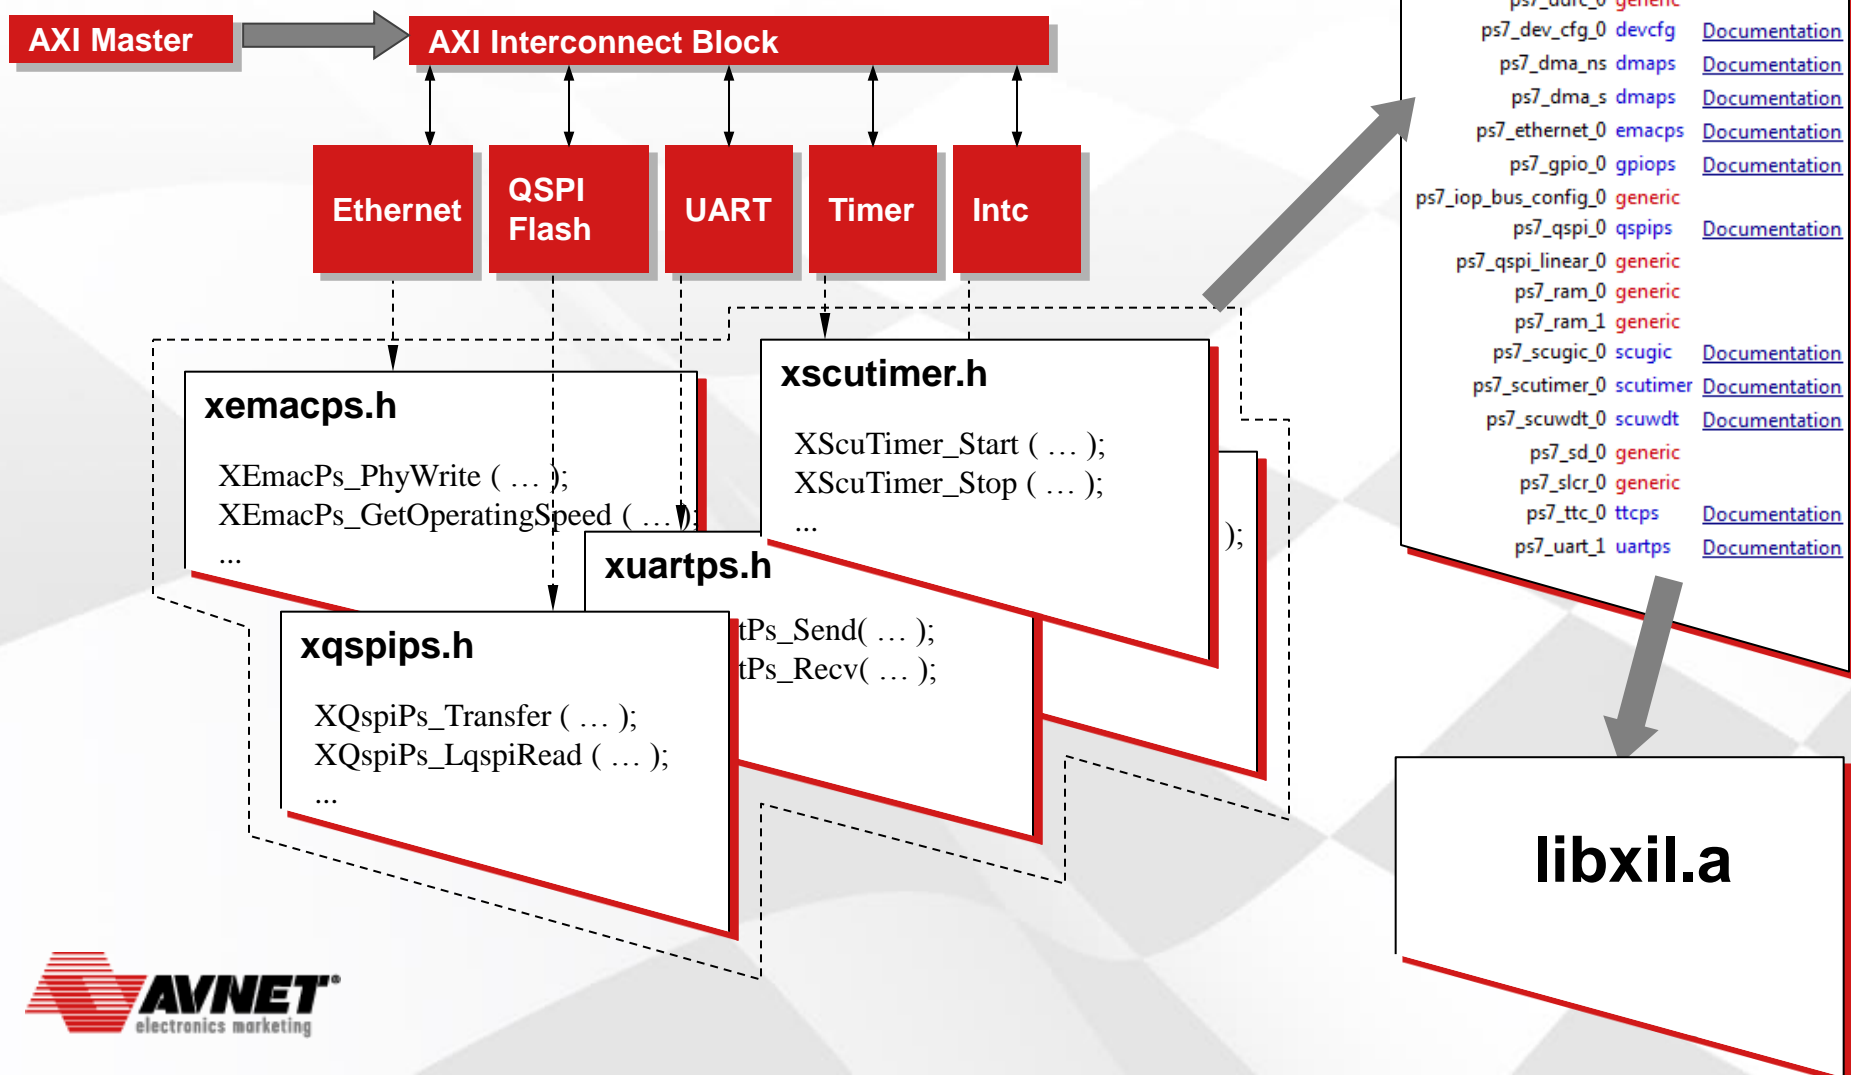 AXI Master
AXI Interconnect Block
Ethernet
QSPI
Flash
UART
Timer
Intc
xemacps.h
XEmacPs_PhyWrite ( … );
XEmacPs_GetOperatingSpeed ( … );
...
xscutimer.h
XScuTimer_Start ( … );
XScuTimer_Stop ( … );
...
);
xuartps.h
tPs_Send( … );
tPs_Recv( … );
xqspips.h
XQspiPs_Transfer ( … );
XQspiPs_LqspiRead ( … );
...
ps7_ddrc_0 generic
ps7_dev_cfg_0 devcfg Documentation
ps7_dma_ns dmaps Documentation
ps7_dma_s dmaps Documentation
ps7_ethernet_0 emacps Documentation
ps7_gpio_0 gpiops Documentation
ps7_iop_bus_config_0 generic
ps7_qspi_0 qspips Documentation
ps7_qspi_linear_0 generic
ps7_ram_0 generic
ps7_ram_1 generic
ps7_scugic_0 scugic Documentation
ps7_scutimer_0 scutimer Documentation
ps7_scuwdt_0 scuwdt Documentation
ps7_sd_0 generic
ps7_slcr_0 generic
ps7_ttc_0 ttcps Documentation
ps7_uart_1 uartps Documentation
libxil.a
AVNET®
electronics marketing